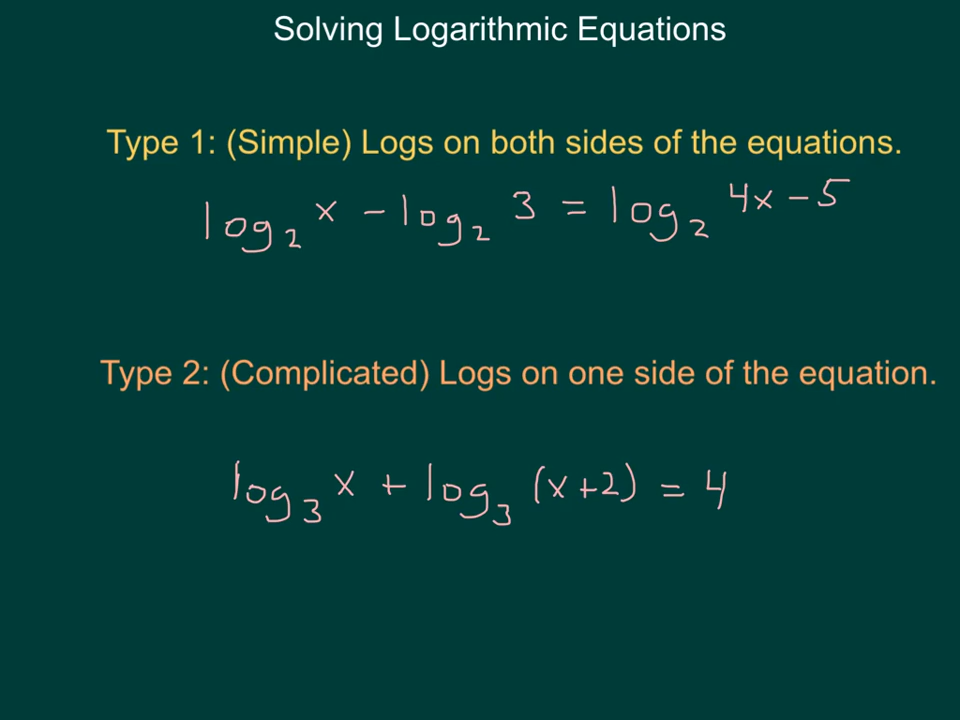 Solving Logarithmic Equations
Type 1: (Simple) Logs on both sides of the equations.
log₂ x − log₂ 3 = log₂ 4x − 5
Type 2: (Complicated) Logs on one side of the equation.
log₃ x + log₃ (x+2) = 4